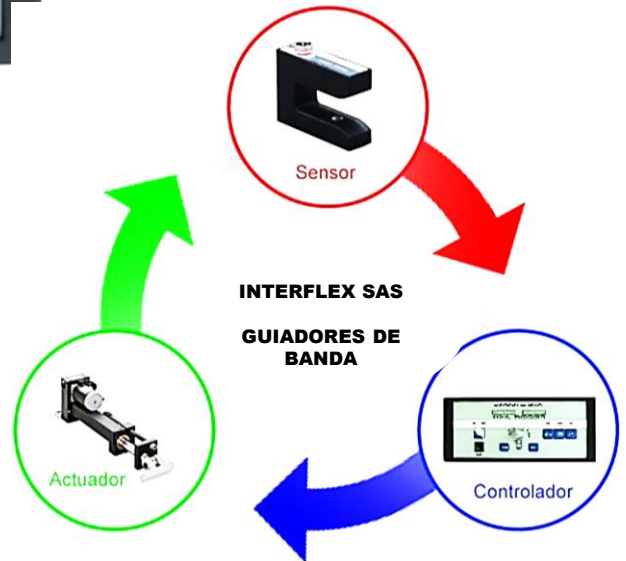 Sensor
INTERFLEX SAS
GUIADORES DE
BANDA
Actuador
Controlador